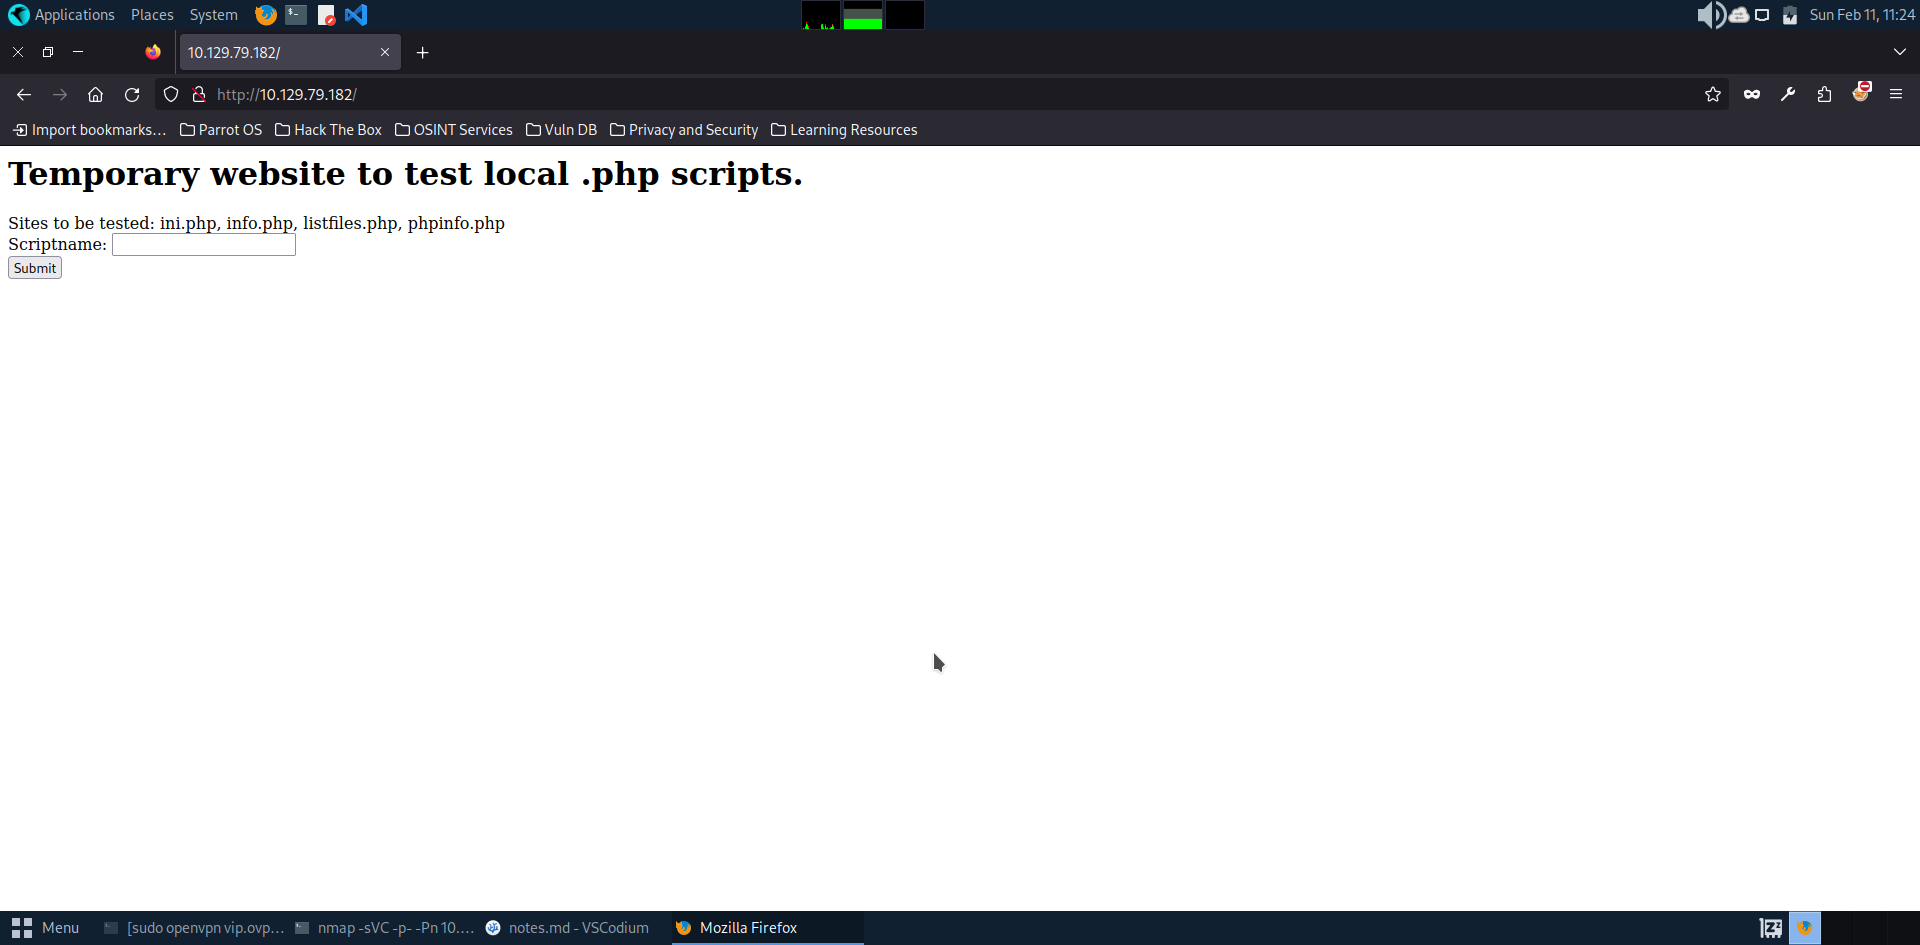 Applications Places System Sun Feb 11, 11:24
10.129.79.182/
http://10.129.79.182/
Import bookmarks... Parrot OS Hack The Box OSINT Services Vuln DB Privacy and Security Learning Resources
Temporary website to test local .php scripts.
Sites to be tested: ini.php, info.php, listfiles.php, phpinfo.php
Scriptname:
Submit
Menu [sudo openvpn vip.ovp... nmap -sVC -p- -Pn 10.... notes.md - VSCodium Mozilla Firefox